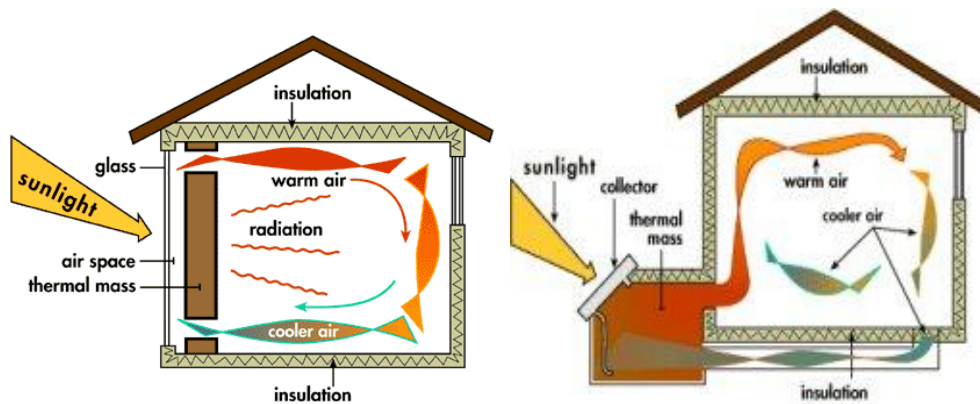 insulation
glass
sunlight
warm air
radiation
air space
thermal mass
cooler air
insulation
insulation
sunlight
collector
warm air
thermal
mass
cooler air
insulation